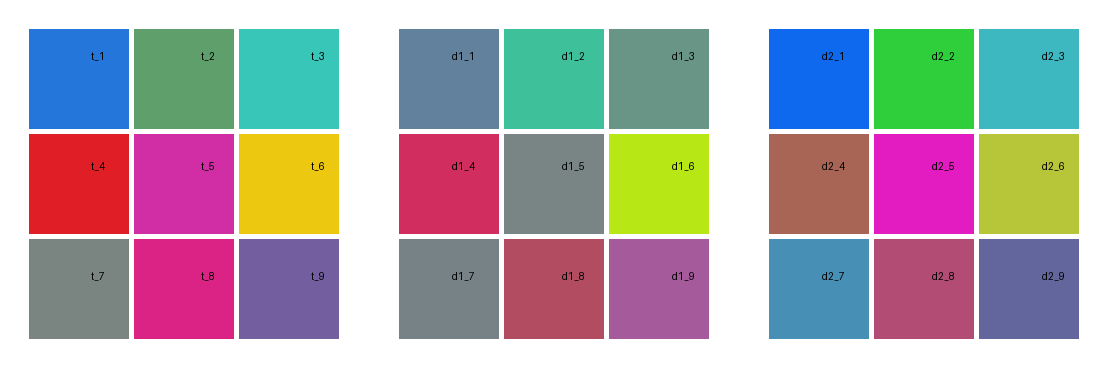 t_1 t_2 t_3 d1_1 d1_2 d1_3 d2_1 d2_2 d2_3
t_4 t_5 t_6 d1_4 d1_5 d1_6 d2_4 d2_5 d2_6
t_7 t_8 t_9 d1_7 d1_8 d1_9 d2_7 d2_8 d2_9